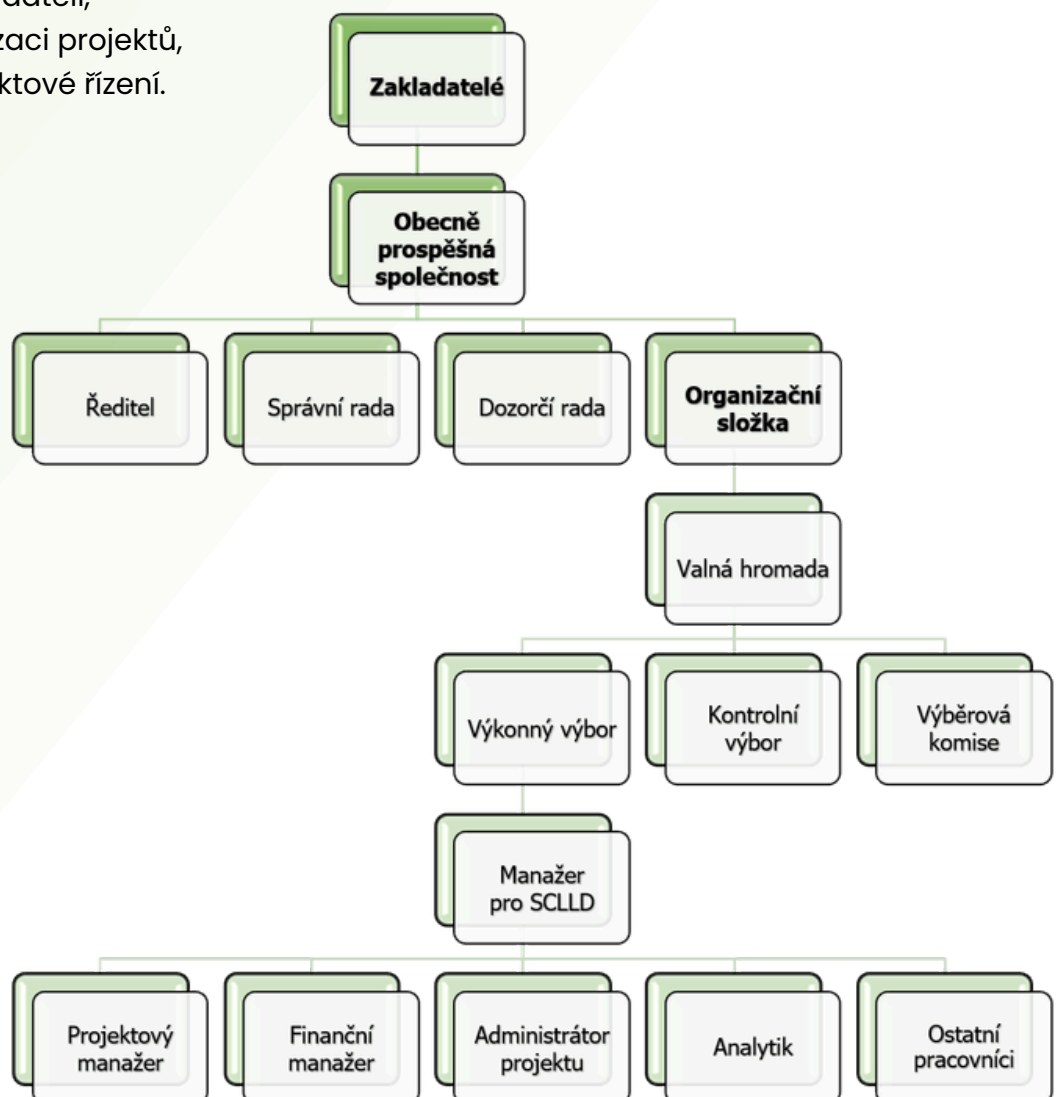 zaci projektů,
ktové řízení.
Zakladatelé
Obecně
prospěšná
společnost
Ředitel
Správní rada
Dozorčí rada
Organizační
složka
Valná hromada
Výkonný výbor
Kontrolní
výbor
Výběrová
komise
Manažer
pro SCLLD
Projektový
manažer
Finanční
manažer
Administrátor
projektu
Analytik
Ostatní
pracovníci